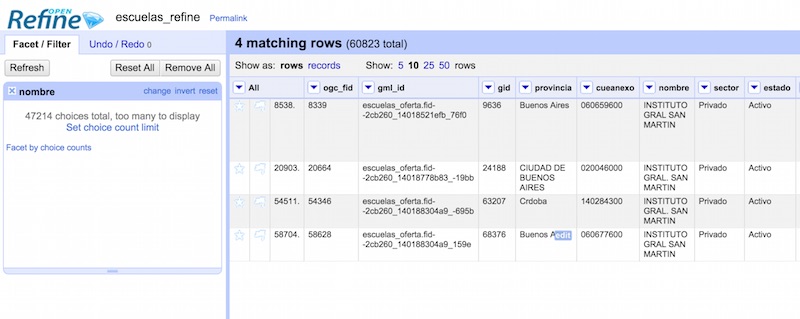 OPEN
Refine escuelas_refine Permalink
Facet / Filter Undo / Redo 0
Refresh Reset All Remove All
nombre change invert reset
47214 choices total, too many to display
Set choice count limit
Facet by choice counts
4 matching rows (60823 total)
Show as: rows records Show: 5 10 25 50 rows
All ogc_fid gml_id gid provincia cueanexo nombre sector estado
8538. 8339 escuelas_oferta.fid- 9636 Buenos Aires 060659600 INSTITUTO Privado Activo
-2cb260_14018521efb_76f0 GRAL SAN
MARTIN
20903. 20664 escuelas_oferta.fid- 24188 CIUDAD DE 020046000 INSTITUTO Privado Activo
-2cb260_14018778b83_-19bb BUENOS GRAL. SAN
AIRES MARTIN
54511. 54346 escuelas_oferta.fid- 63207 Crdoba 140284300 INSTITUTO Privado Activo
-2cb260_140188304a9_-695b GRAL. SAN
MARTIN
58704. 58628 escuelas_oferta.fid- 68376 Buenos A edit 060677600 INSTITUTO Privado Activo
-2cb260_140188304a9_159e GRAL SAN
MARTIN